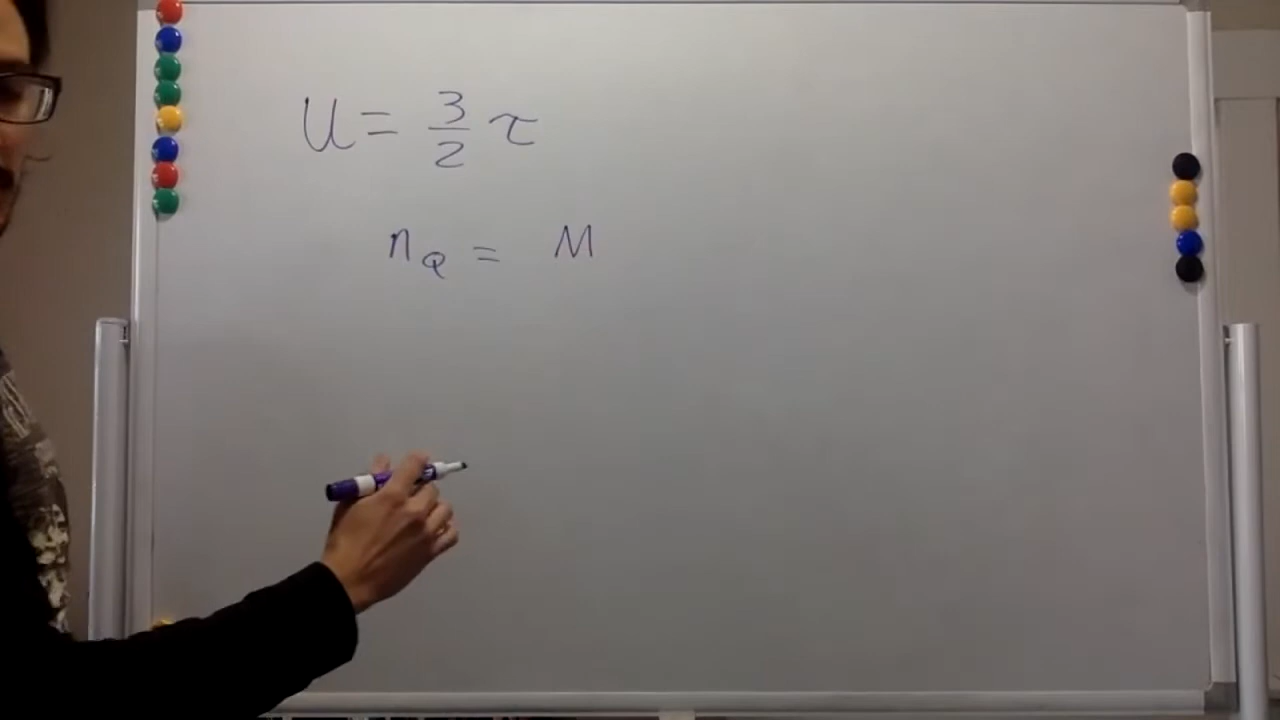 U = 3/2 τ
n_Q = M